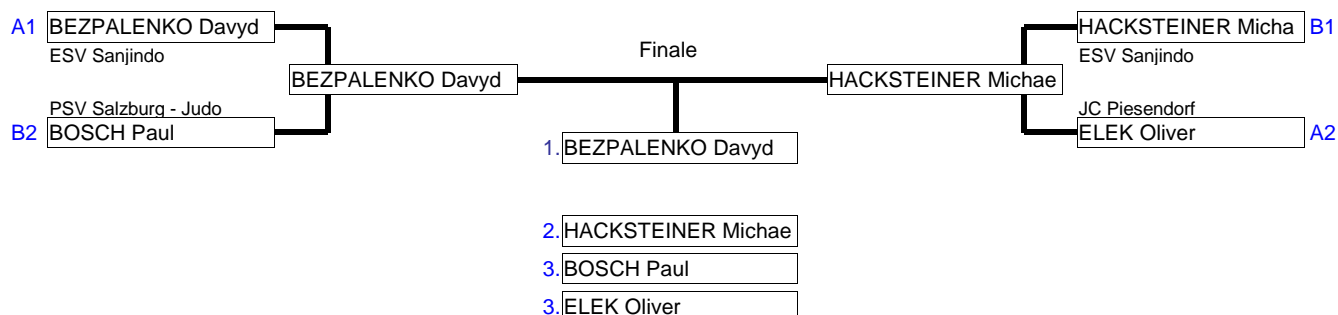 A1 BEZPALENKO Davyd
ESV Sanjindo
HACKSTEINER Micha B1
ESV Sanjindo
Finale
BEZPALENKO Davyd
HACKSTEINER Michae
PSV Salzburg - Judo
B2 BOSCH Paul
JC Piesendorf
ELEK Oliver A2
1. BEZPALENKO Davyd
2. HACKSTEINER Michae
3. BOSCH Paul
3. ELEK Oliver